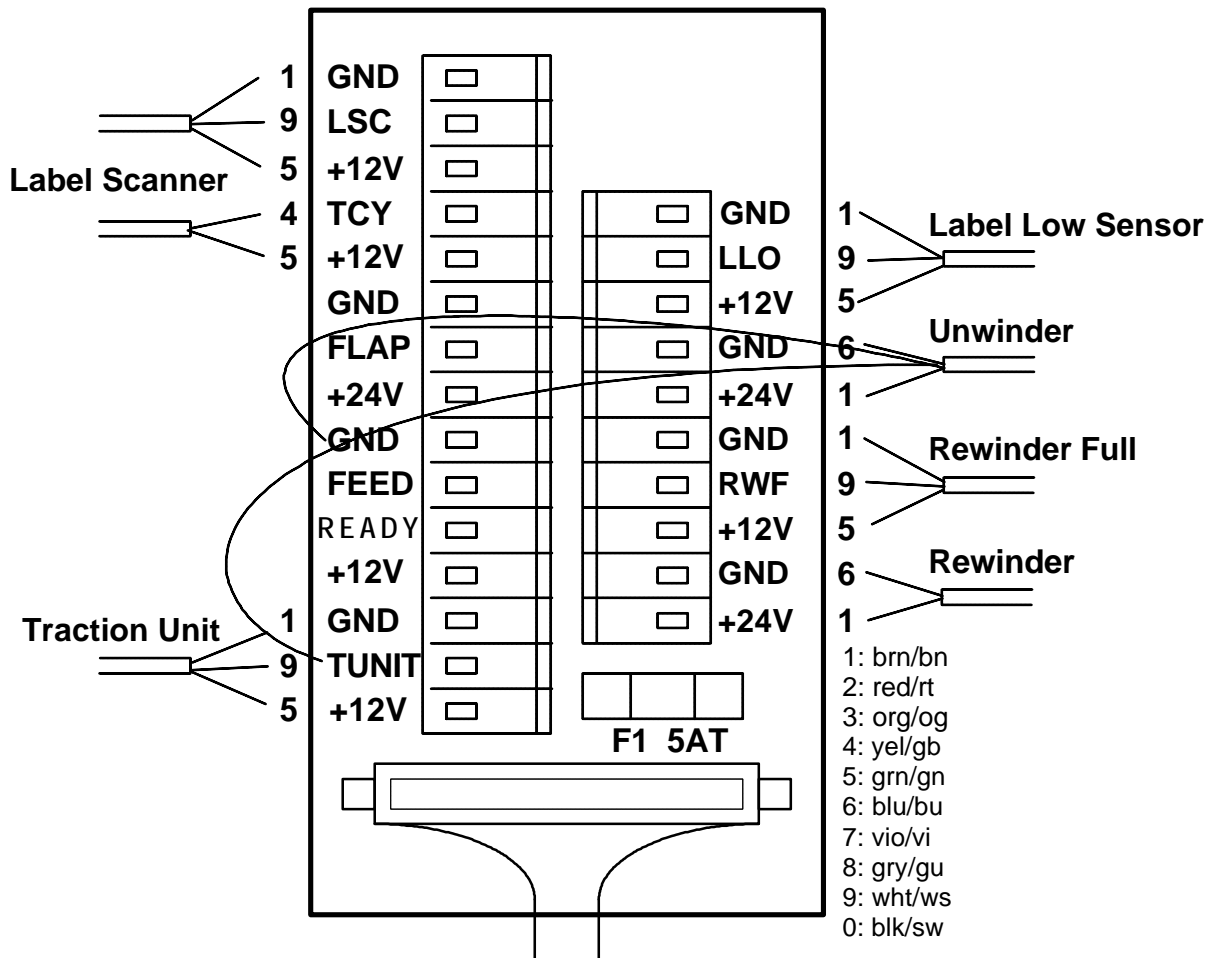 1 GND
9 LSC
5 +12V
Label Scanner
4 TCY
5 +12V
GND
FLAP
+24V
GND
FEED
READY
+12V
Traction Unit
1 GND
9 TUNIT
5 +12V
GND 1
Label Low Sensor
LLO 9
+12V 5
Unwinder
GND 6
+24V 1
GND 1
Rewinder Full
RWF 9
+12V 5
Rewinder
GND 6
+24V 1
F1 5AT
1: brn/bn
2: red/rt
3: org/og
4: yel/gb
5: grn/gn
6: blu/bu
7: vio/vi
8: gry/gu
9: wht/ws
0: blk/sw